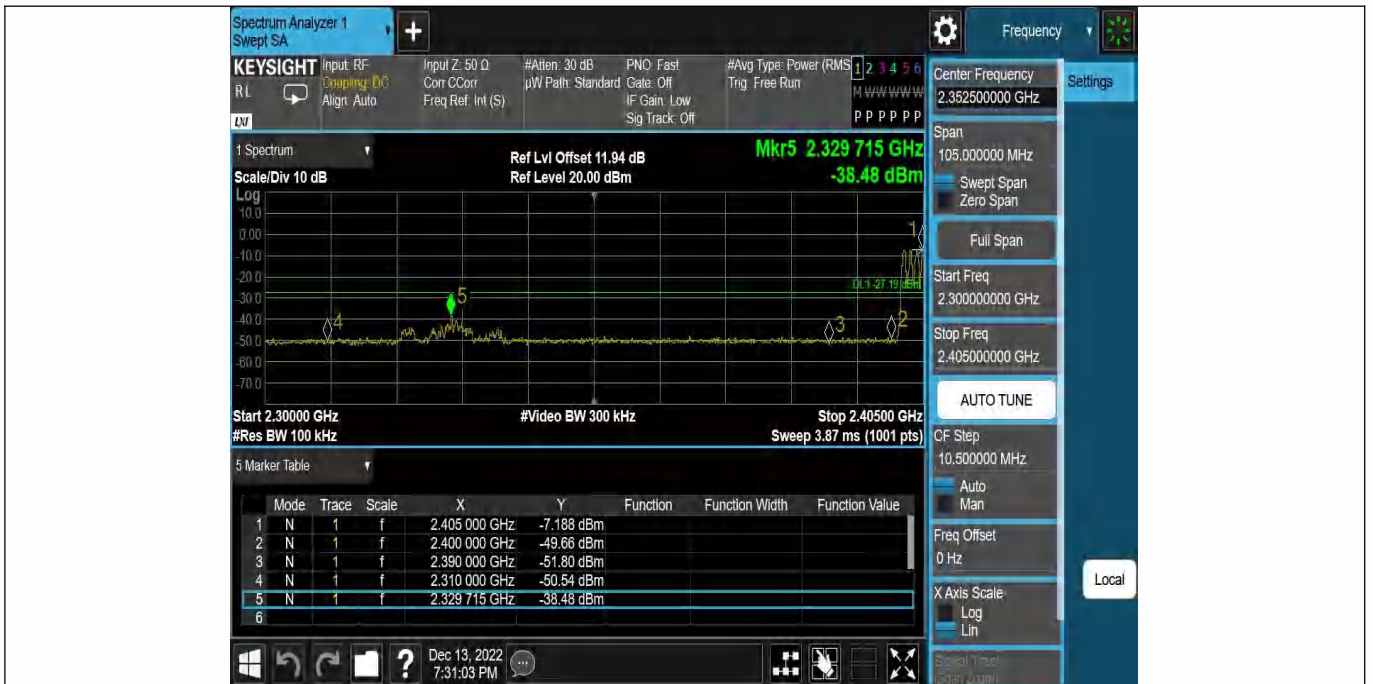 Spectrum Analyzer 1
Swept SA
+
Frequency
KEYSIGHT
RL
LXI
Input: RF
Coupling: DC
Align: Auto
Input Z: 50 Ω
Corr CCorr
Freq Ref: Int (S)
#Atten: 30 dB
µW Path: Standard
PNO: Fast
Gate: Off
IF Gain: Low
Sig Track: Off
#Avg Type: Power (RMS
Trig: Free Run
1 2 3 4 5 6
M W W W W W
P P P P P P
1 Spectrum
Scale/Div 10 dB
Ref Lvl Offset 11.94 dB
Ref Level 20.00 dBm
Mkr5 2.329 715 GHz
-38.48 dBm
Log
10.0
0.00
-10.0
-20.0
-30.0
-40.0
-50.0
-60.0
-70.0
1
DL1 -27.19 dBm
5
4
3
2
Start 2.30000 GHz
#Video BW 300 kHz
Stop 2.40500 GHz
#Res BW 100 kHz
Sweep 3.87 ms (1001 pts)
5 Marker Table
Mode Trace Scale X Y Function Function Width Function Value
1 N 1 f 2.405 000 GHz -7.188 dBm
2 N 1 f 2.400 000 GHz -49.66 dBm
3 N 1 f 2.390 000 GHz -51.80 dBm
4 N 1 f 2.310 000 GHz -50.54 dBm
5 N 1 f 2.329 715 GHz -38.48 dBm
6
?
Dec 13, 2022
7:31:03 PM
Center Frequency
2.352500000 GHz
Settings
Span
105.000000 MHz
Swept Span
Zero Span
Full Span
Start Freq
2.300000000 GHz
Stop Freq
2.405000000 GHz
AUTO TUNE
CF Step
10.500000 MHz
Auto
Man
Freq Offset
0 Hz
Local
X Axis Scale
Log
Lin
Signal Track
(Span Zoom)